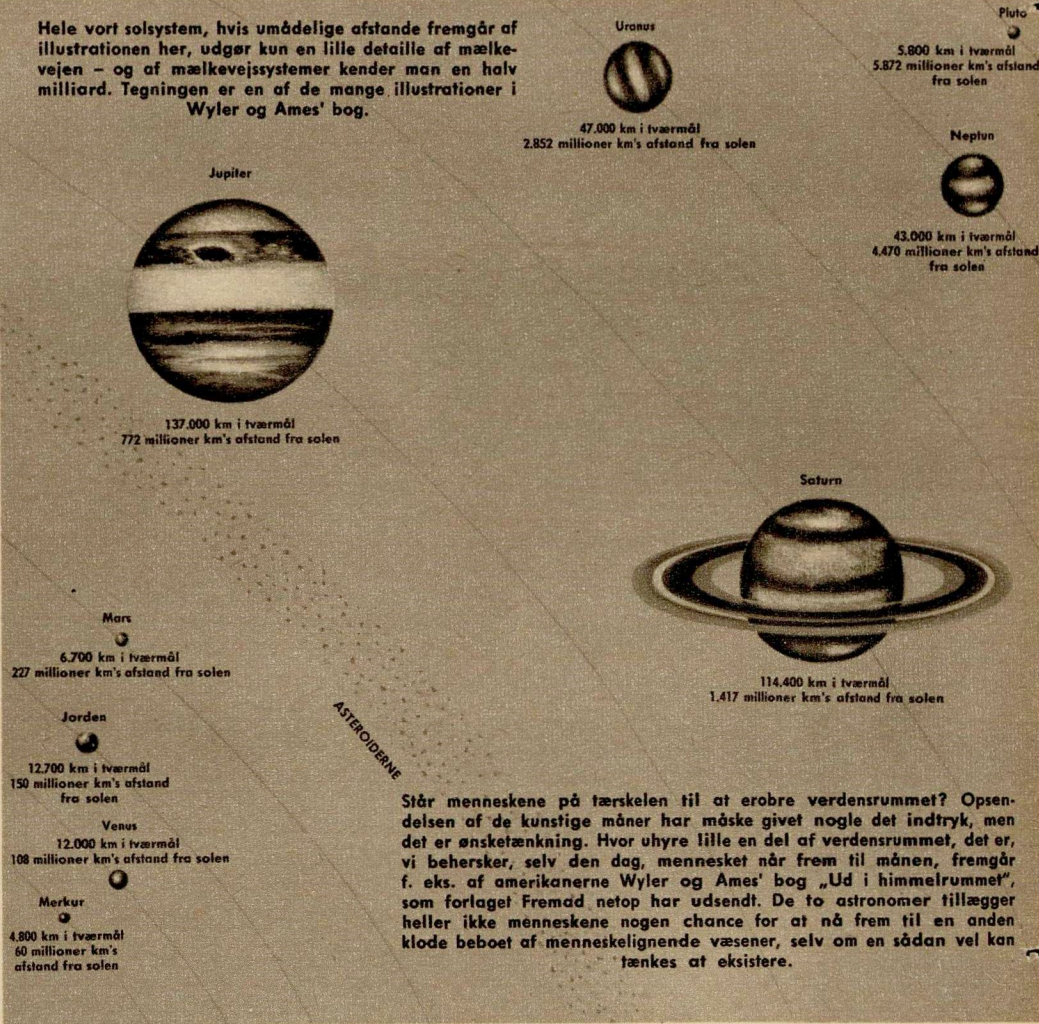 Hele vort solsystem, hvis umådelige afstande fremgår af
illustrationen her, udgør kun en lille detaille af mælke-
vejen – og af mælkevejssystemer kender man en halv
milliard. Tegningen er en af de mange illustrationer i
Wyler og Ames' bog.
Uranus
47.000 km i tværmål
2.852 millioner km's afstand fra solen
Pluto
5.800 km i tværmål
5.872 millioner km's afstand
fra solen
Neptun
43.000 km i tværmål
4.470 millioner km's afstand
fra solen
Jupiter
137.000 km i tværmål
772 millioner km's afstand fra solen
Saturn
114.400 km i tværmål
1.417 millioner km's afstand fra solen
Mars
6.700 km i tværmål
227 millioner km's afstand fra solen
Jorden
12.700 km i tværmål
150 millioner km's afstand
fra solen
Venus
12.000 km i tværmål
108 millioner km's afstand fra solen
Merkur
4.800 km i tværmål
60 millioner km's
afstand fra solen
ASTEROIDERNE
Står menneskene på tærskelen til at erobre verdensrummet? Opsen-
delsen af de kunstige måner har måske givet nogle det indtryk, men
det er ønsketænkning. Hvor uhyre lille en del af verdensrummet, det er,
vi behersker, selv den dag, mennesket når frem til månen, fremgår
f. eks. af amerikanerne Wyler og Ames' bog „Ud i himmelrummet",
som forlaget Fremad netop har udsendt. De to astronomer tillægger
heller ikke menneskene nogen chance for at nå frem til en anden
klode beboet af menneskelignende væsener, selv om en sådan vel kan
tænkes at eksistere.